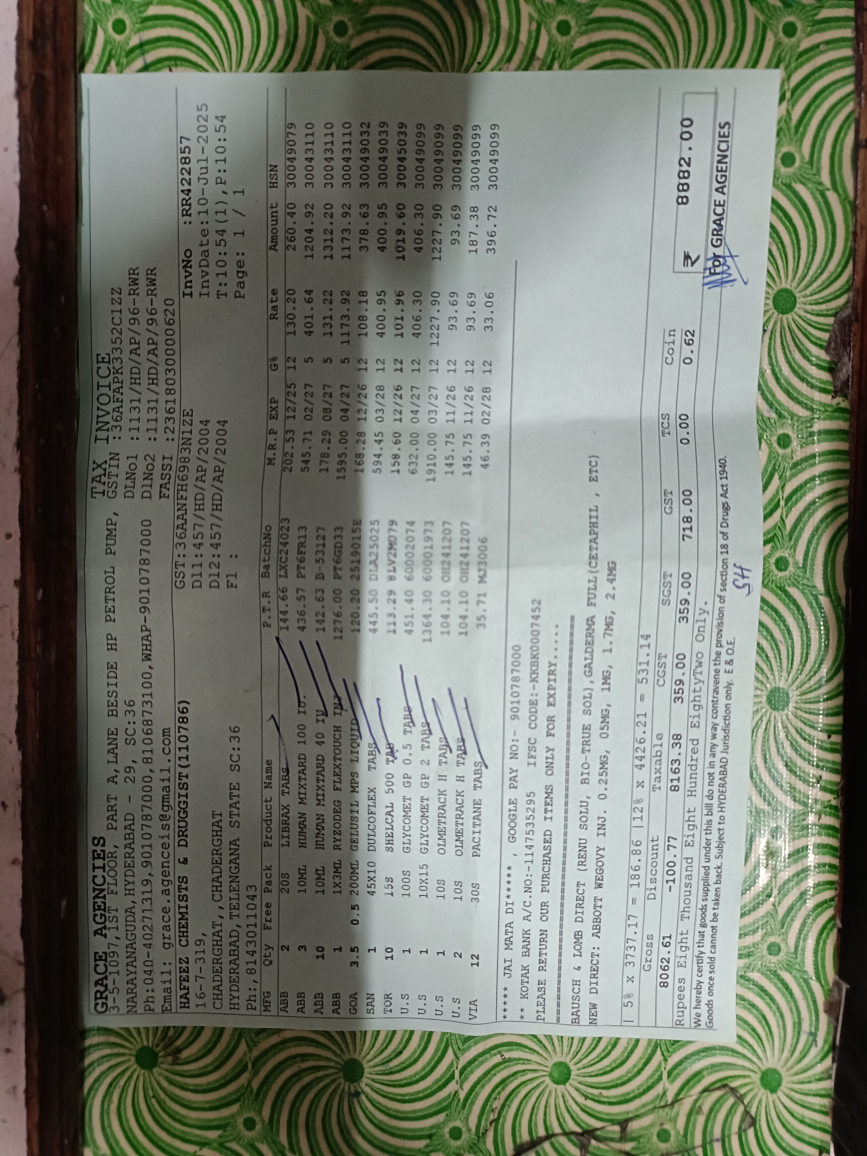 GRACE AGENCIES TAX INVOICE
3-5-1097,1ST FLOOR, PART A,LANE BESIDE HP PETROL PUMP, GSTIN :36AFAPK3352C1ZZ
NARAYANAGUDA,HYDERABAD - 29, SC:36 DLNo1 :1131/HD/AP/96-RWR
Ph:040-40271319,9010787000,8106873100,WHAP-9010787000 DlNo2 :1131/HD/AP/96-RWR
Email: grace.agenceis@gmail.com FASSI :23618030000620
HAFEEZ CHEMISTS & DRUGGIST(110786) GST:36AANFH6983N1ZE InvNo :RR422857
16-7-319, D11:457/HD/AP/2004 InvDate:10-Jul-2025
CHADERGHAT,,CHADERGHAT D12:457/HD/AP/2004 T:10:54(1),P:10:54
HYDERABAD,TELENGANA STATE SC:36 Fl : Page: 1 / 1
Ph:,8143011043
MFG Qty Free Pack Product Name P.T.R BatchNo M.R.P EXP G% Rate Amount HSN
ABB 2 20S LIBRAX TABS 144.66 LXC24023 202.53 12/25 12 130.20 260.40 30049079
ABB 3 10ML HUMAN MIXTARD 100 IU. 436.57 PT6FR13 545.71 02/27 5 401.64 1204.92 30043110
ABB 10 10ML HUMAN MIXTARD 40 IU 142.63 B-53127 178.29 08/27 5 131.22 1312.20 30043110
ABB 1 1X3ML RYZODEG FLEXTOUCH INJ 1276.00 PT6GD33 1595.00 04/27 5 1173.92 1173.92 30043110
GOA 3.5 0.5 200ML GELUSIL MPS LIQUID 120.20 2519015E 168.28 12/26 12 108.18 378.63 30049032
SAN 1 45X10 DULCOFLEX TABS 445.50 DLA25025 594.45 03/28 12 400.95 400.95 30049039
TOR 10 15S SHELCAL 500 TAB 113.29 8LV2M079 158.60 12/26 12 101.96 1019.60 30045039
U.S 1 100S GLYCOMET GP 0.5 TABS 451.40 60002074 632.00 04/27 12 406.30 406.30 30049099
U.S 1 10X15 GLYCOMET GP 2 TABS 1364.30 60001973 1910.00 03/27 12 1227.90 1227.90 30049099
U.S 1 10S OLMETRACK H TABS 104.10 OH241207 145.75 11/26 12 93.69 93.69 30049099
U.S 2 10S OLMETRACK H TABS 104.10 OH241207 145.75 11/26 12 93.69 187.38 30049099
VIA 12 30S PACITANE TABS 35.71 MJ3006 46.39 02/28 12 33.06 396.72 30049099
***** JAI MATA DI***** , GOOGLE PAY NO:- 9010787000
** KOTAK BANK A/C.NO:-1147535295 IFSC CODE:-KKBK0007452
PLEASE RETURN OUR PURCHASED ITEMS ONLY FOR EXPIRY.....
BAUSCH & LOMB DIRECT (RENU SOLU, BIO-TRUE SOL),GALDERMA FULL(CETAPHIL , ETC)
NEW DIRECT: ABBOTT WEGOVY INJ. 0.25MG, 05MG, 1MG, 1.7MG, 2.4MG
| 5% x 3737.17 = 186.86 |12% x 4426.21 = 531.14
Gross Discount Taxable CGST SGST GST TCS Coin
8062.61 -100.77 8163.38 359.00 359.00 718.00 0.00 0.62 ₹ 8882.00
Rupees Eight Thousand Eight Hundred EightyTwo Only.
We hereby certify that goods supplied under this bill do not in any way contravene the provision of section 18 of Drugs Act 1940.
Goods once sold cannot be taken back. Subject to HYDERABAD Jurisdiction only. E & O.E.
For GRACE AGENCIES